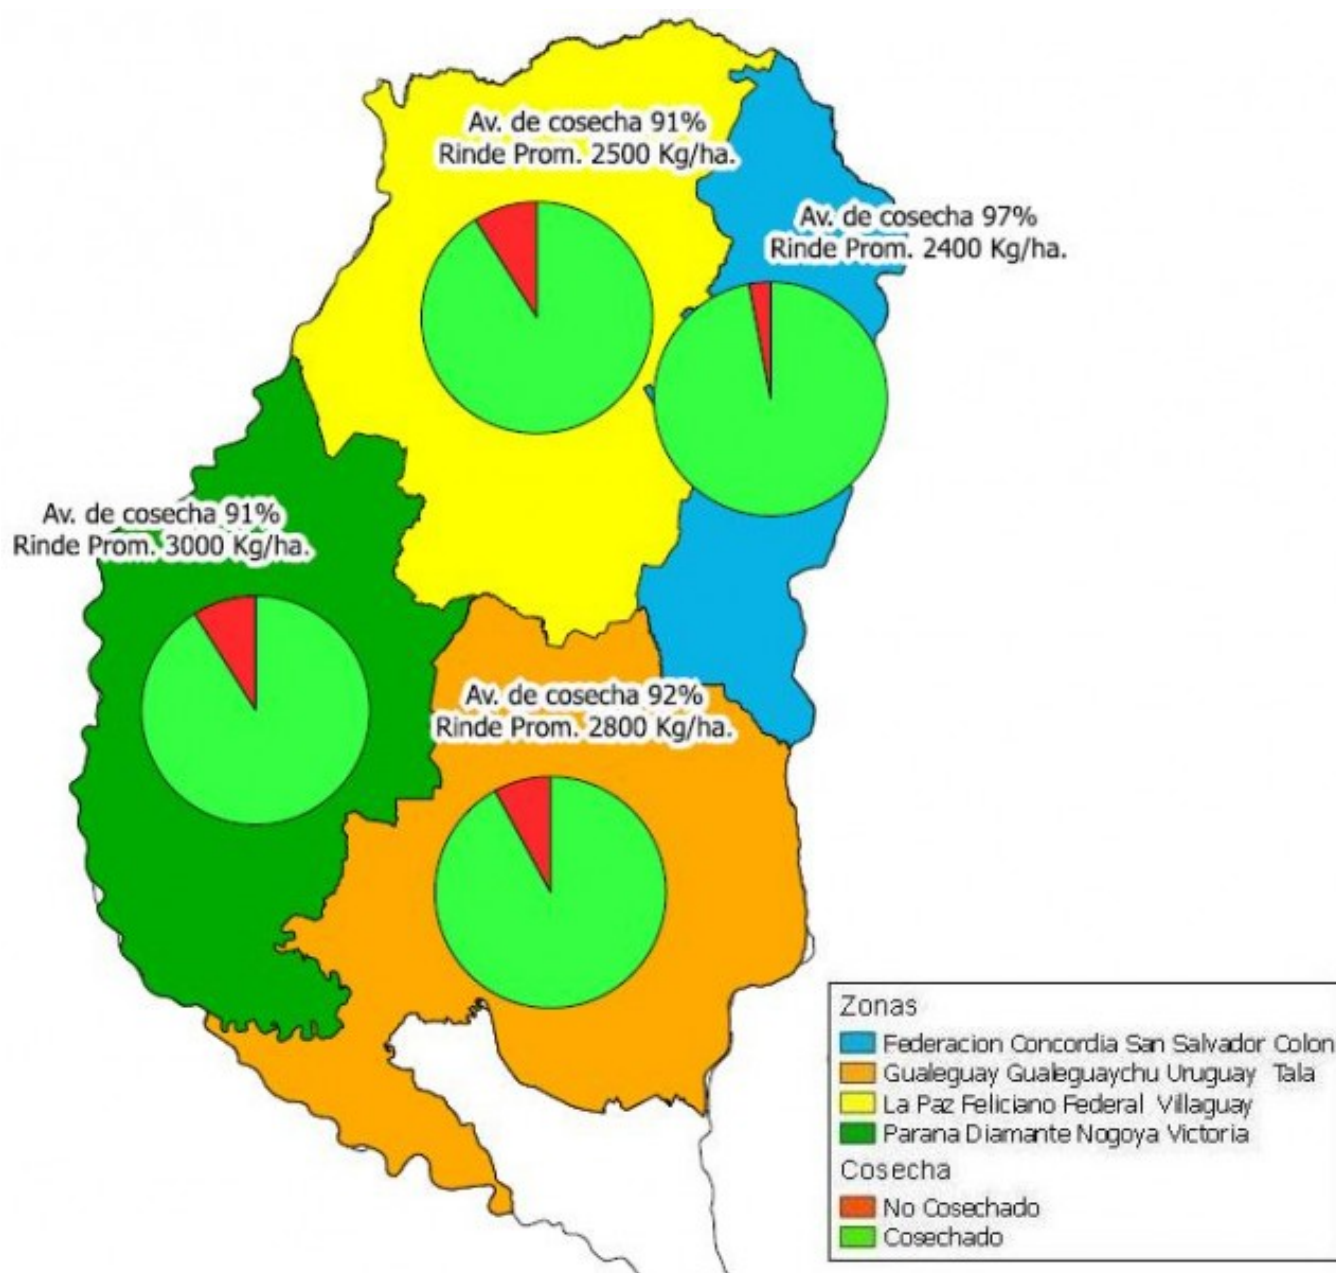 Av. de cosecha 91%
Rinde Prom. 2500 Kg/ha.
Av. de cosecha 97%
Rinde Prom. 2400 Kg/ha.
Av. de cosecha 91%
Rinde Prom. 3000 Kg/ha.
Av. de cosecha 92%
Rinde Prom. 2800 Kg/ha.
Zonas
Federacion Concordia San Salvador Colon
Gualeguay Gualeguaychu Uruguay Tala
La Paz Feliciano Federal Villaguay
Parana Diamante Nogoya Victoria
Cosecha
No Cosechado
Cosechado